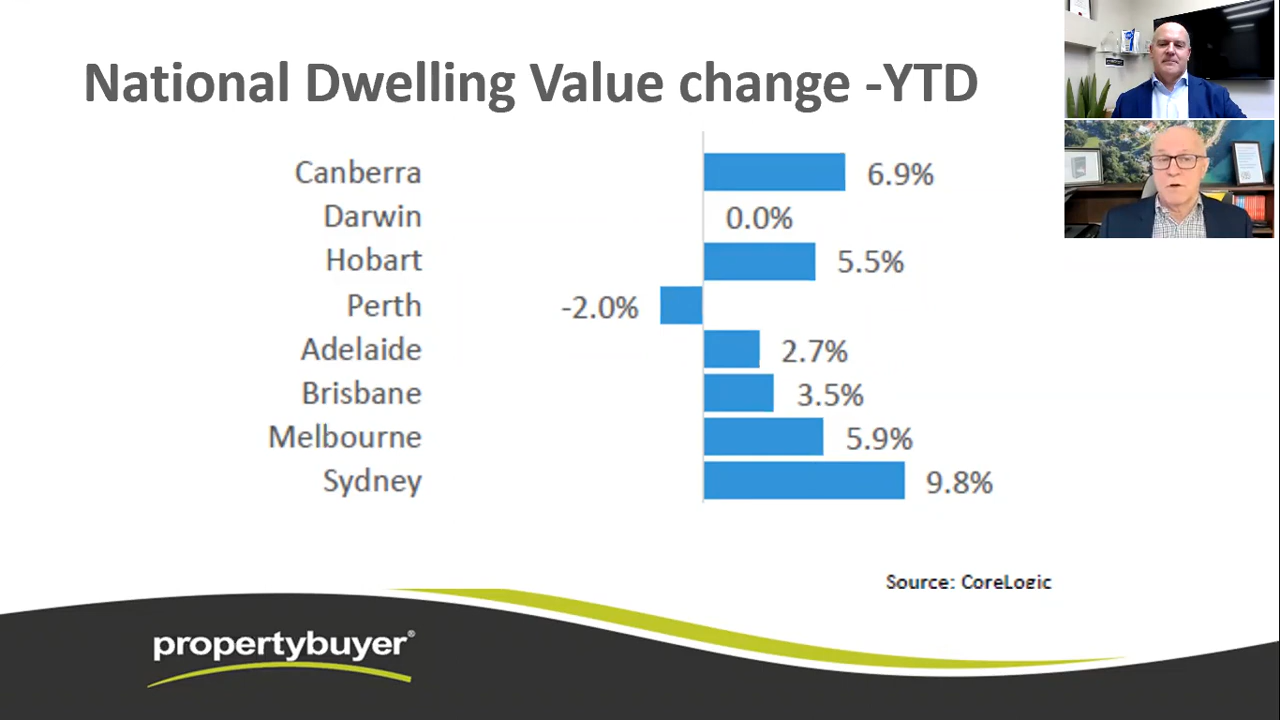 National Dwelling Value change -YTD
Canberra 6.9%
Darwin 0.0%
Hobart 5.5%
Perth -2.0%
Adelaide 2.7%
Brisbane 3.5%
Melbourne 5.9%
Sydney 9.8%
Source: CoreLogic
propertybuyer®